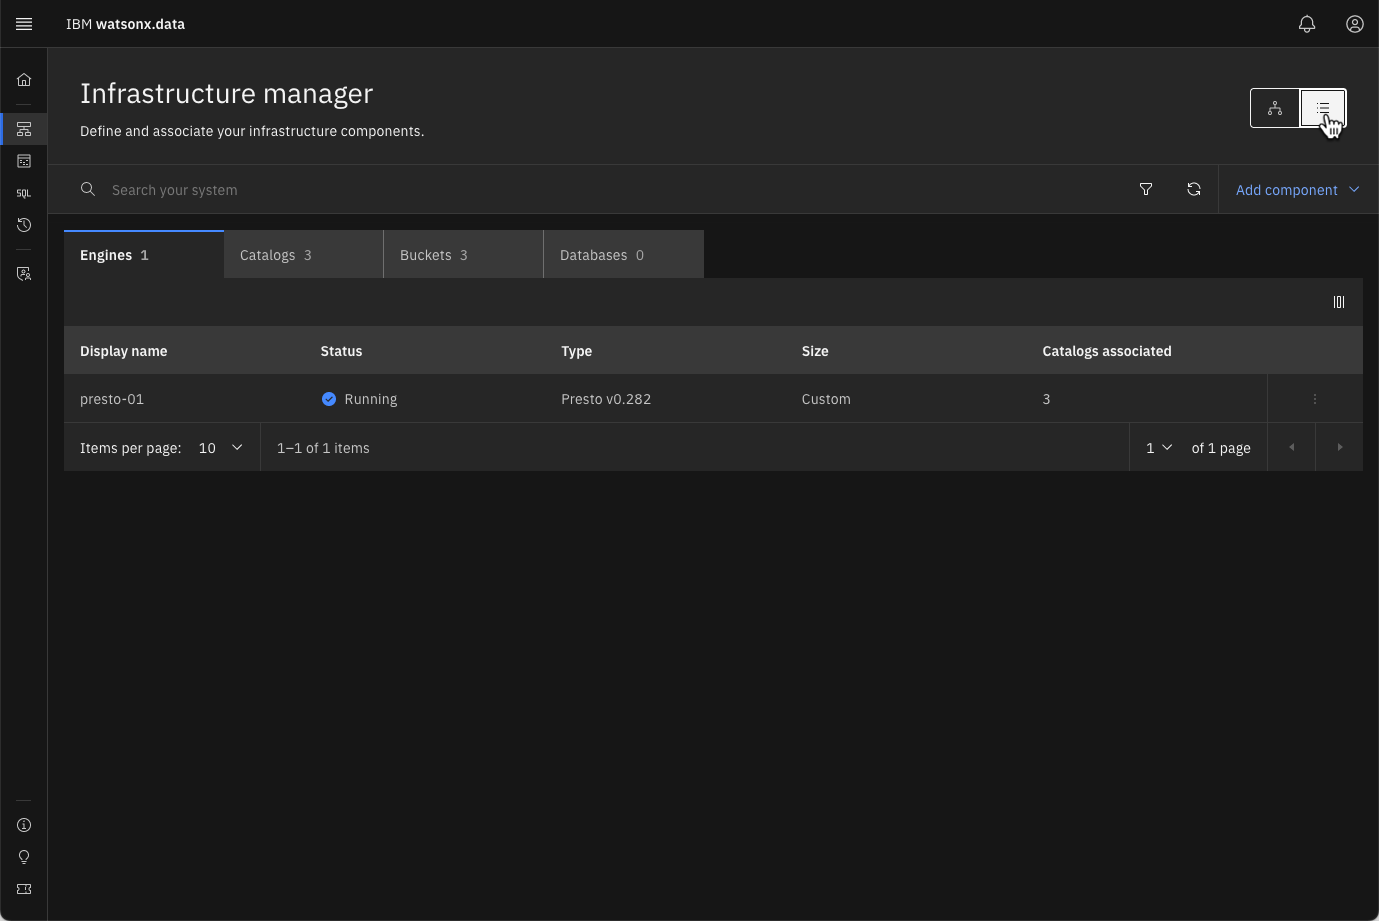 IBM watsonx.data
Infrastructure manager
Define and associate your infrastructure components.
Search your system
Add component
SQL
Engines 1
Catalogs 3
Buckets 3
Databases 0
Display name Status Type Size Catalogs associated
presto-01 Running Presto v0.282 Custom 3
Items per page: 10 1–1 of 1 items 1 of 1 page